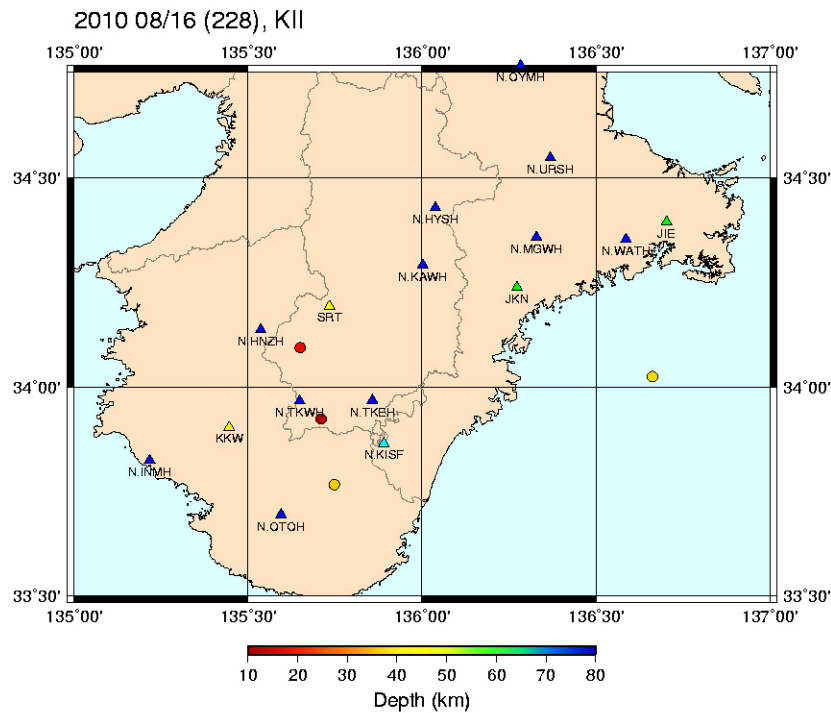 2010 08/16 (228), KII
135°00' 135°30' 136°00' 136°30' 137°00'
N.QYMH
34°30' 34°30'
N.URSH
N.HYSH
JIE
N.MGWH N.WATH
N.KAWH
JKN
SRT
N.HNZH
34°00' 34°00'
N.TKWH N.TKEH
KKW
N.KISF
N.INMH
N.QTQH
33°30' 33°30'
135°00' 135°30' 136°00' 136°30' 137°00'
10 20 30 40 50 60 70 80
Depth (km)